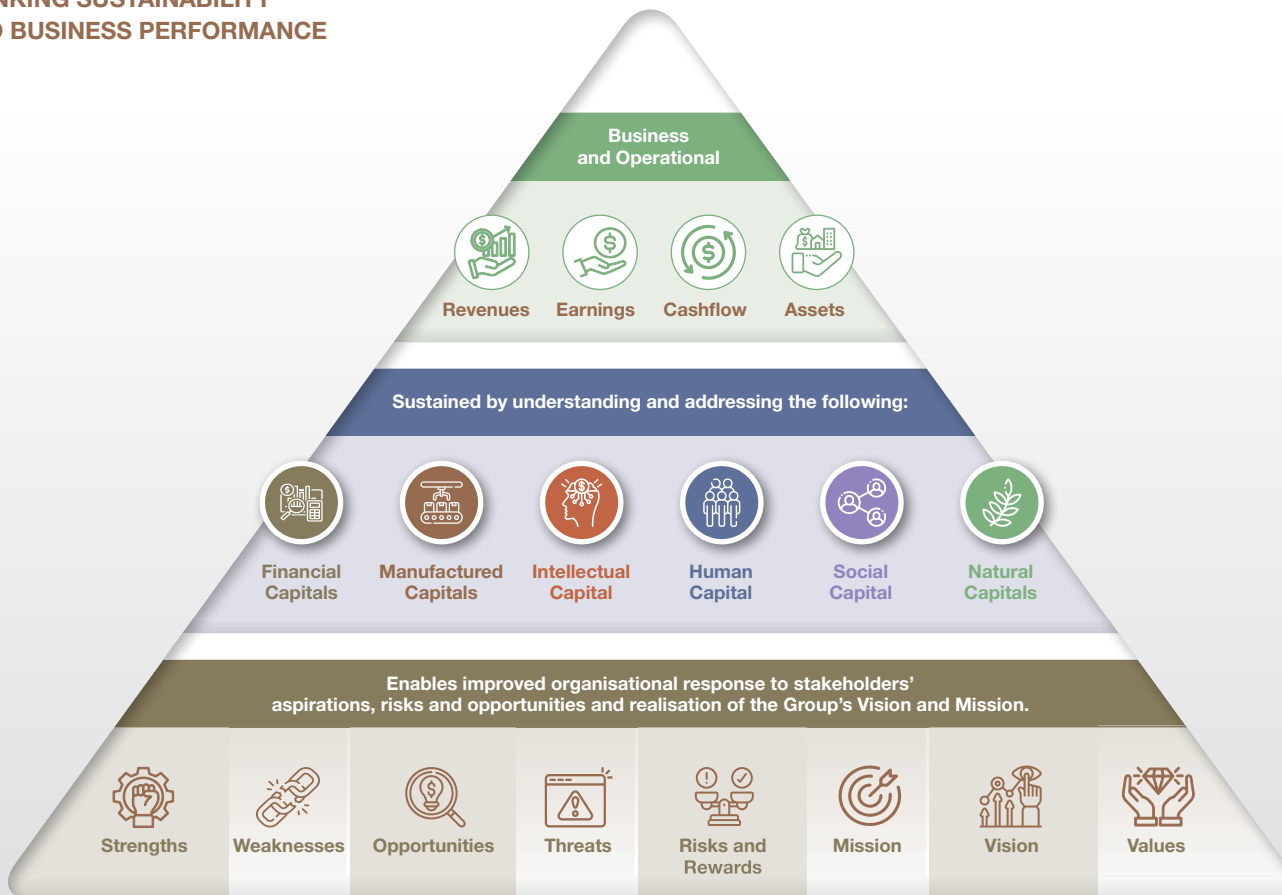 SUSTAINABILITY
BUSINESS PERFORMANCE
Business
and Operational
Revenues Earnings Cashflow Assets
Sustained by understanding and addressing the following:
Financial Capitals
Manufactured Capitals
Intellectual Capital
Human Capital
Social Capital
Natural Capitals
Enables improved organisational response to stakeholders'
aspirations, risks and opportunities and realisation of the Group's Vision and Mission.
Strengths
Weaknesses
Opportunities
Threats
Risks and
Rewards
Mission
Vision
Values